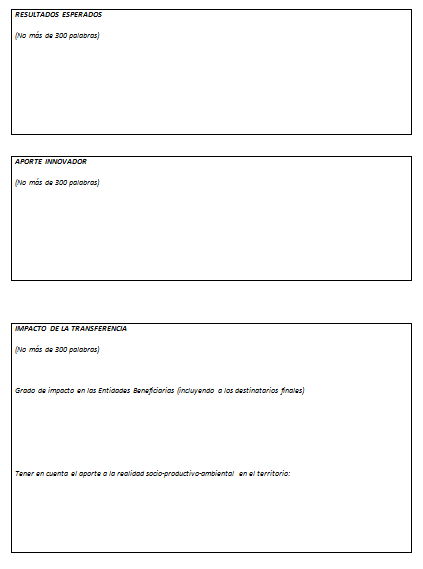 RESULTADOS ESPERADOS
(No más de 300 palabras)
APORTE INNOVADOR
(No más de 300 palabras)
IMPACTO DE LA TRANSFERENCIA
(No más de 300 palabras)
Grado de impacto en las Entidades Beneficiarias (incluyendo a los destinatarios finales)
Tener en cuenta el aporte a la realidad socio-productivo-ambiental en el territorio: